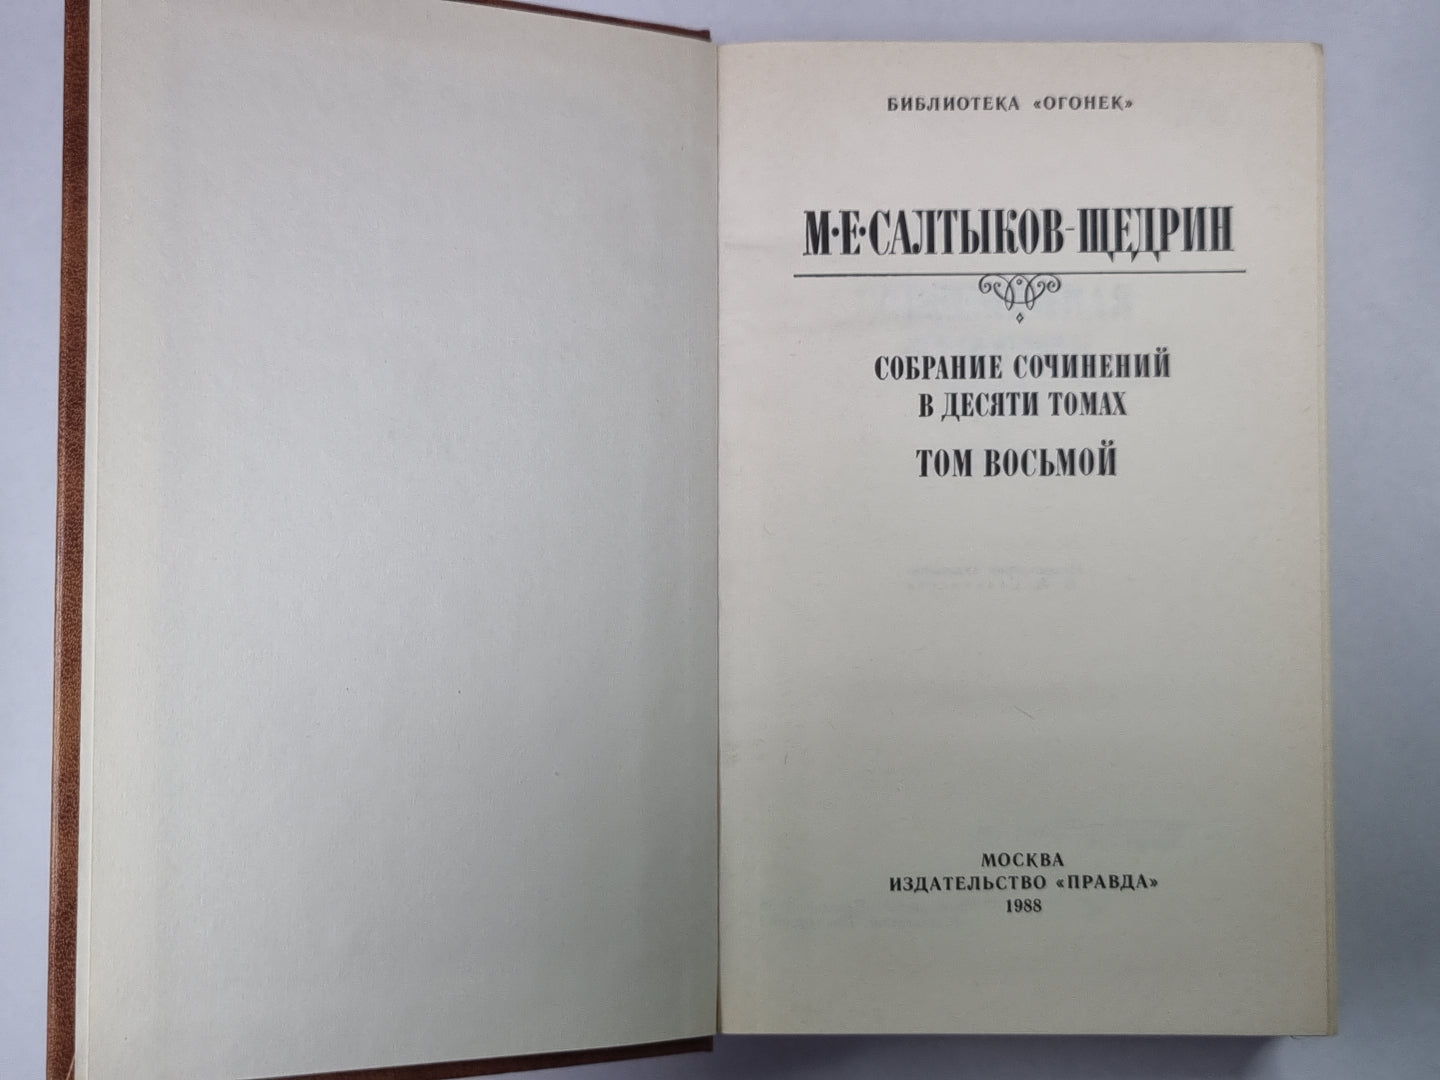 БИБЛИОТЕКА «ОГОНЕК»
М·Е·САЛТЫКОВ-ЩЕДРИН
СОБРАНИЕ СОЧИНЕНИЙ
В ДЕСЯТИ ТОМАХ
ТОМ ВОСЬМОЙ
МОСКВА
ИЗДАТЕЛЬСТВО «ПРАВДА»
1988